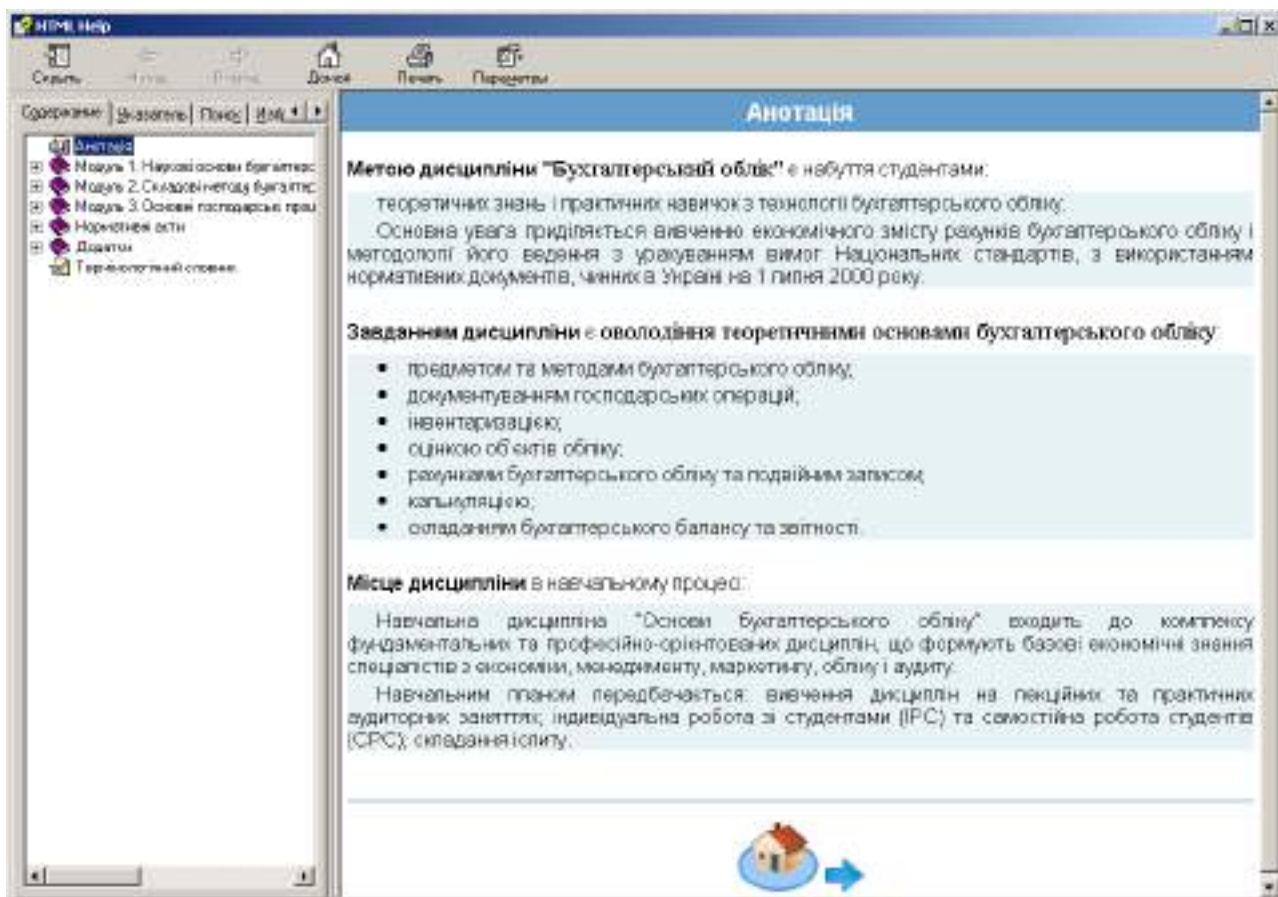 HTML Help
Скрыть Назад Вперед Домой Печать Параметры
Содержание Указатель Поиск
Анотація
Модуль 1. Наукові основи бухгалтерс
Модуль 2. Складові методу бухгалтер
Модуль 3. Основні господарські проц
Нормативні акти
Додатки
Термінологічний словник
Анотація
Метою дисципліни "Бухгалтерський облік" є набуття студентами:
теоретичних знань і практичних навичок з технології бухгалтерського обліку.
Основна увага приділяється вивченню економічного змісту рахунків бухгалтерського обліку і
методології його ведення з урахуванням вимог Національних стандартів, з використанням
нормативних документів, чинних в Україні на 1 липня 2000 року.
Завданням дисципліни є оволодіння теоретичними основами бухгалтерського обліку:
• предметом та методами бухгалтерського обліку;
• документуванням господарських операцій;
• інвентаризацією;
• оцінкою об'єктів обліку;
• рахунками бухгалтерського обліку та подвійним записом;
• калькуляцією;
• складанням бухгалтерського балансу та звітності.
Місце дисципліни в навчальному процесі:
Навчальна дисципліна "Основи бухгалтерського обліку" входить до комплексу
фундаментальних та професійно-орієнтованих дисциплін, що формують базові економічні знання
спеціалістів з економіки, менеджменту, маркетингу, обліку і аудиту.
Навчальним планом передбачається: вивчення дисциплін на лекційних та практичних
аудиторних заняттях; індивідуальна робота зі студентами (ІРС) та самостійна робота студентів
(СРС); складання іспиту.